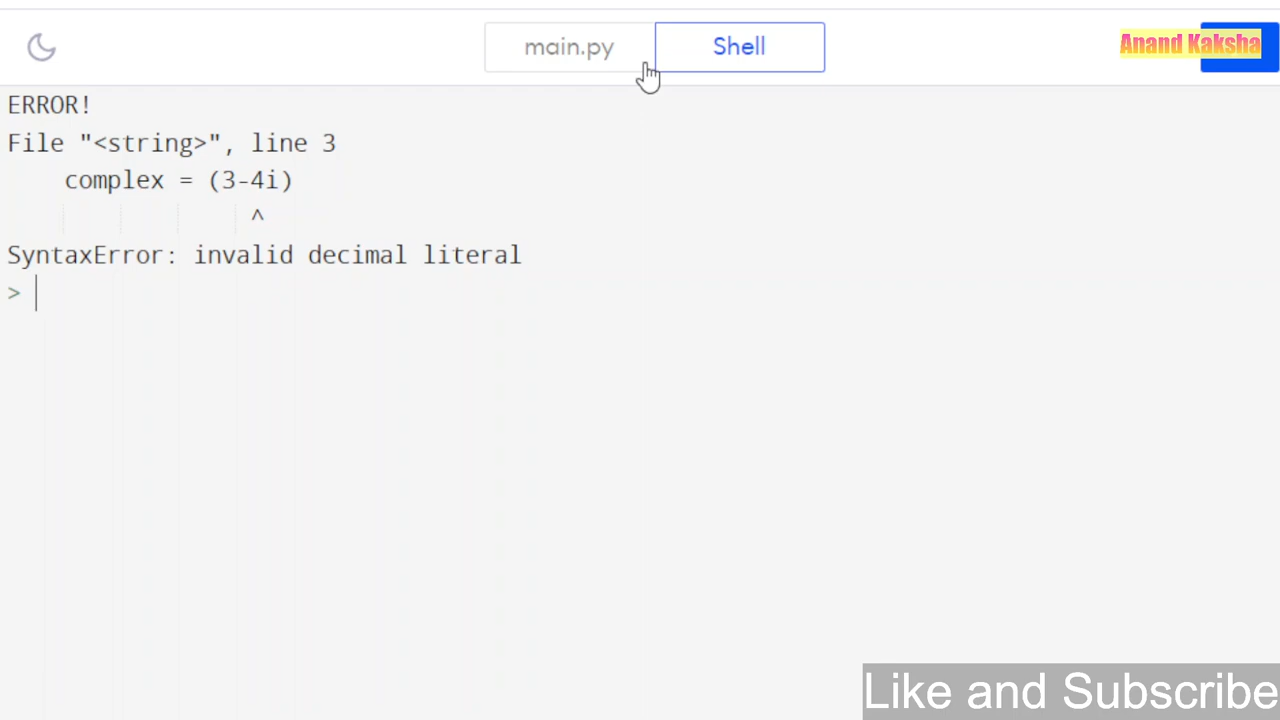 main.py
Shell
Anand Kaksha
ERROR!
File "<string>", line 3
complex = (3-4i)
^
SyntaxError: invalid decimal literal
>
Like and Subscribe